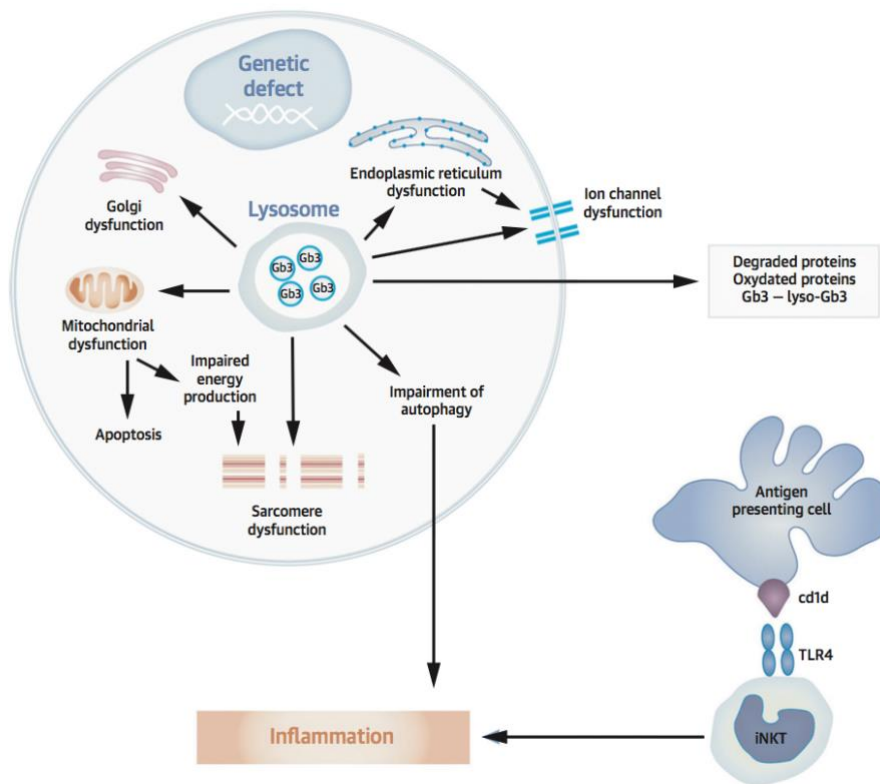 Genetic
defect
Endoplasmic reticulum
dysfunction
Ion channel
dysfunction
Golgi
dysfunction
Lysosome
Gb3
Gb3
Gb3
Gb3
Degraded proteins
Oxydated proteins
Gb3 – lyso-Gb3
Mitochondrial
dysfunction
Impaired
energy
production
Impairment of
autophagy
Apoptosis
Sarcomere
dysfunction
Antigen
presenting cell
cd1d
TLR4
iNKT
Inflammation